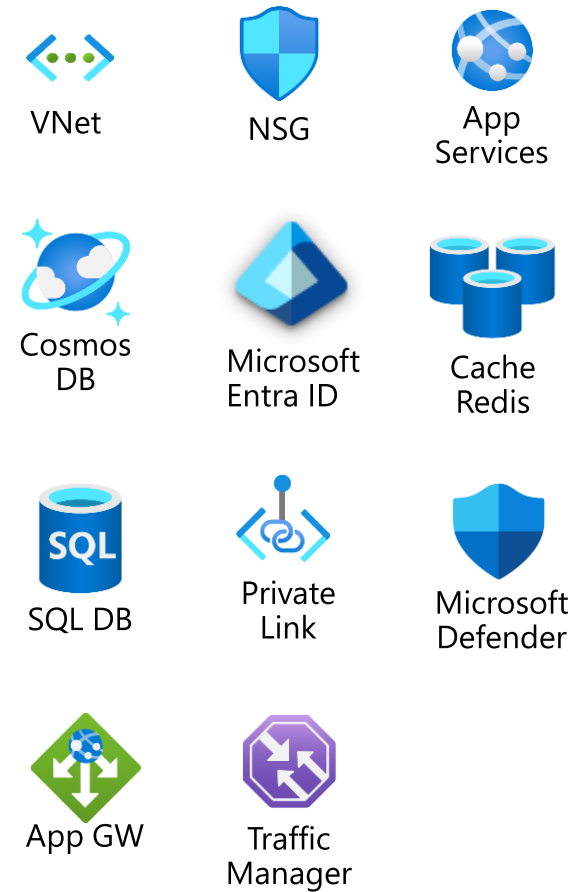 VNet
NSG
App
Services
Cosmos
DB
Microsoft
Entra ID
Cache
Redis
SQL
SQL DB
Private
Link
Microsoft
Defender
App GW
Traffic
Manager